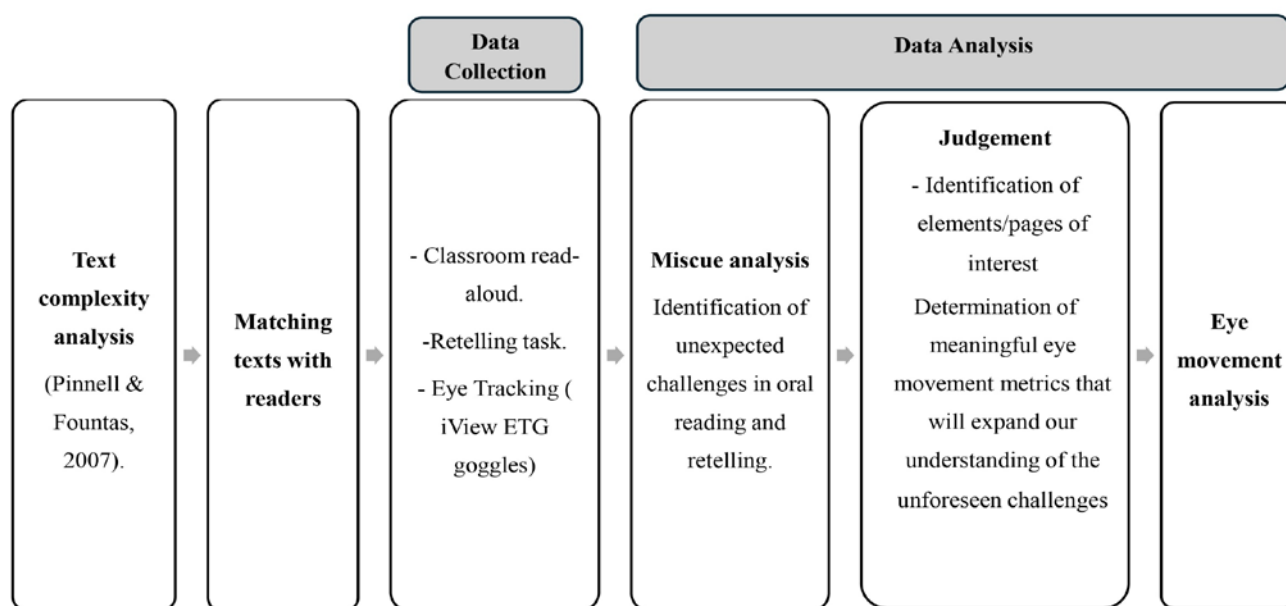 Data
Collection
Data Analysis
Text
complexity
analysis
(Pinnell &
Fountas,
2007).
Matching
texts with
readers
- Classroom read-
aloud.
-Retelling task.
- Eye Tracking (
iView ETG
goggles)
Miscue analysis
Identification of
unexpected
challenges in oral
reading and
retelling.
Judgement
- Identification of
elements/pages of
interest
Determination of
meaningful eye
movement metrics that
will expand our
understanding of the
unforeseen challenges
Eye
movement
analysis